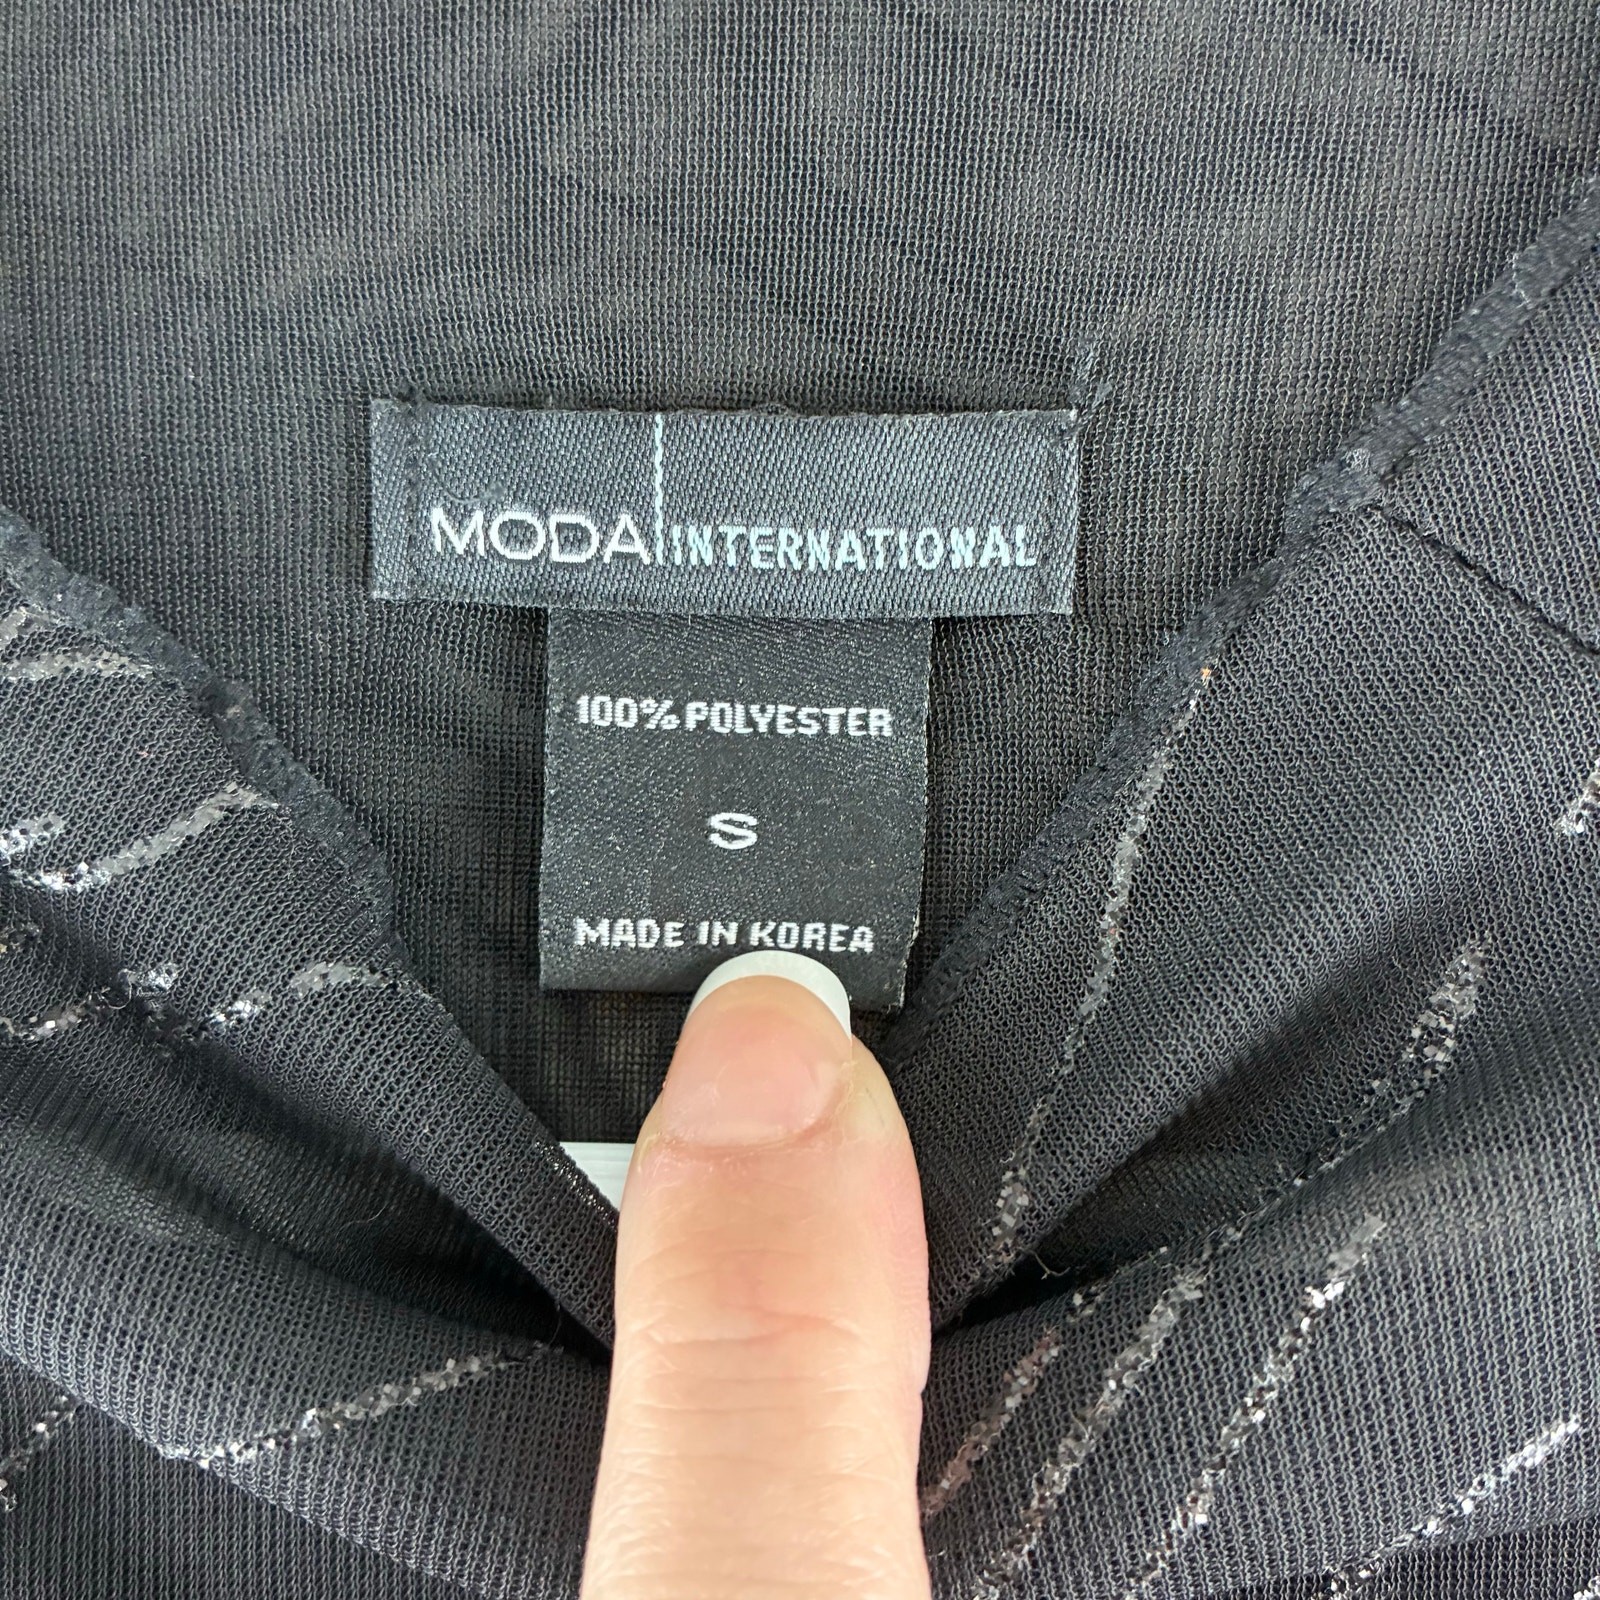 MODA INTERNATIONAL
100% POLYESTER
S
MADE IN KOREA